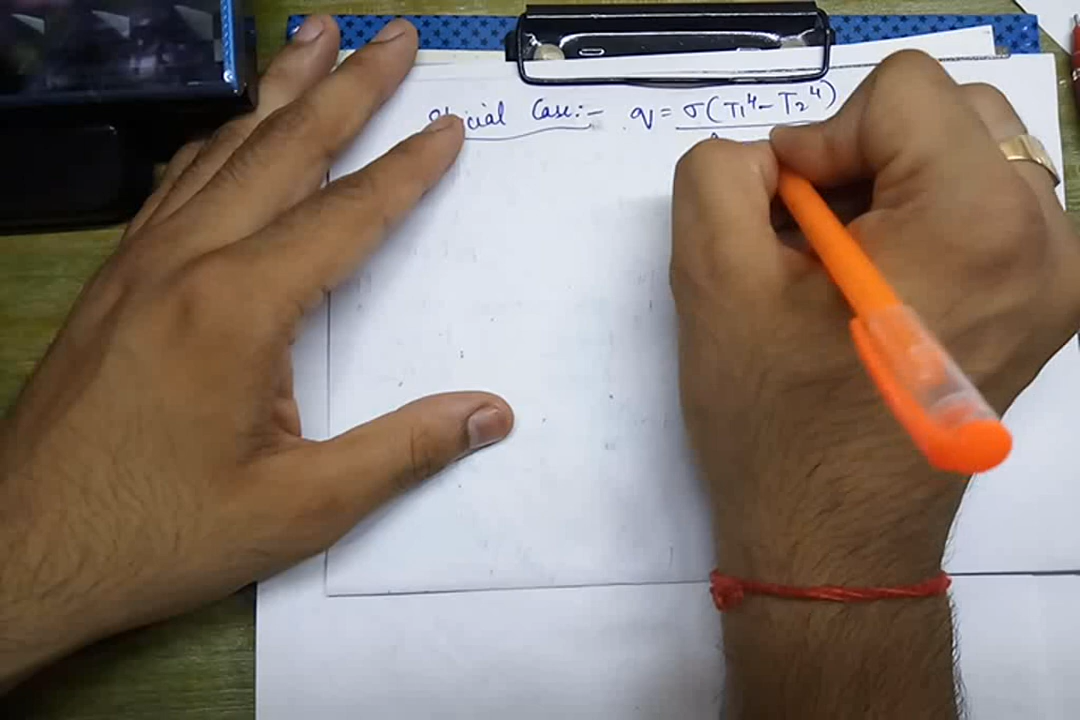 Special Case:- q = σ(T1⁴ - T2⁴)